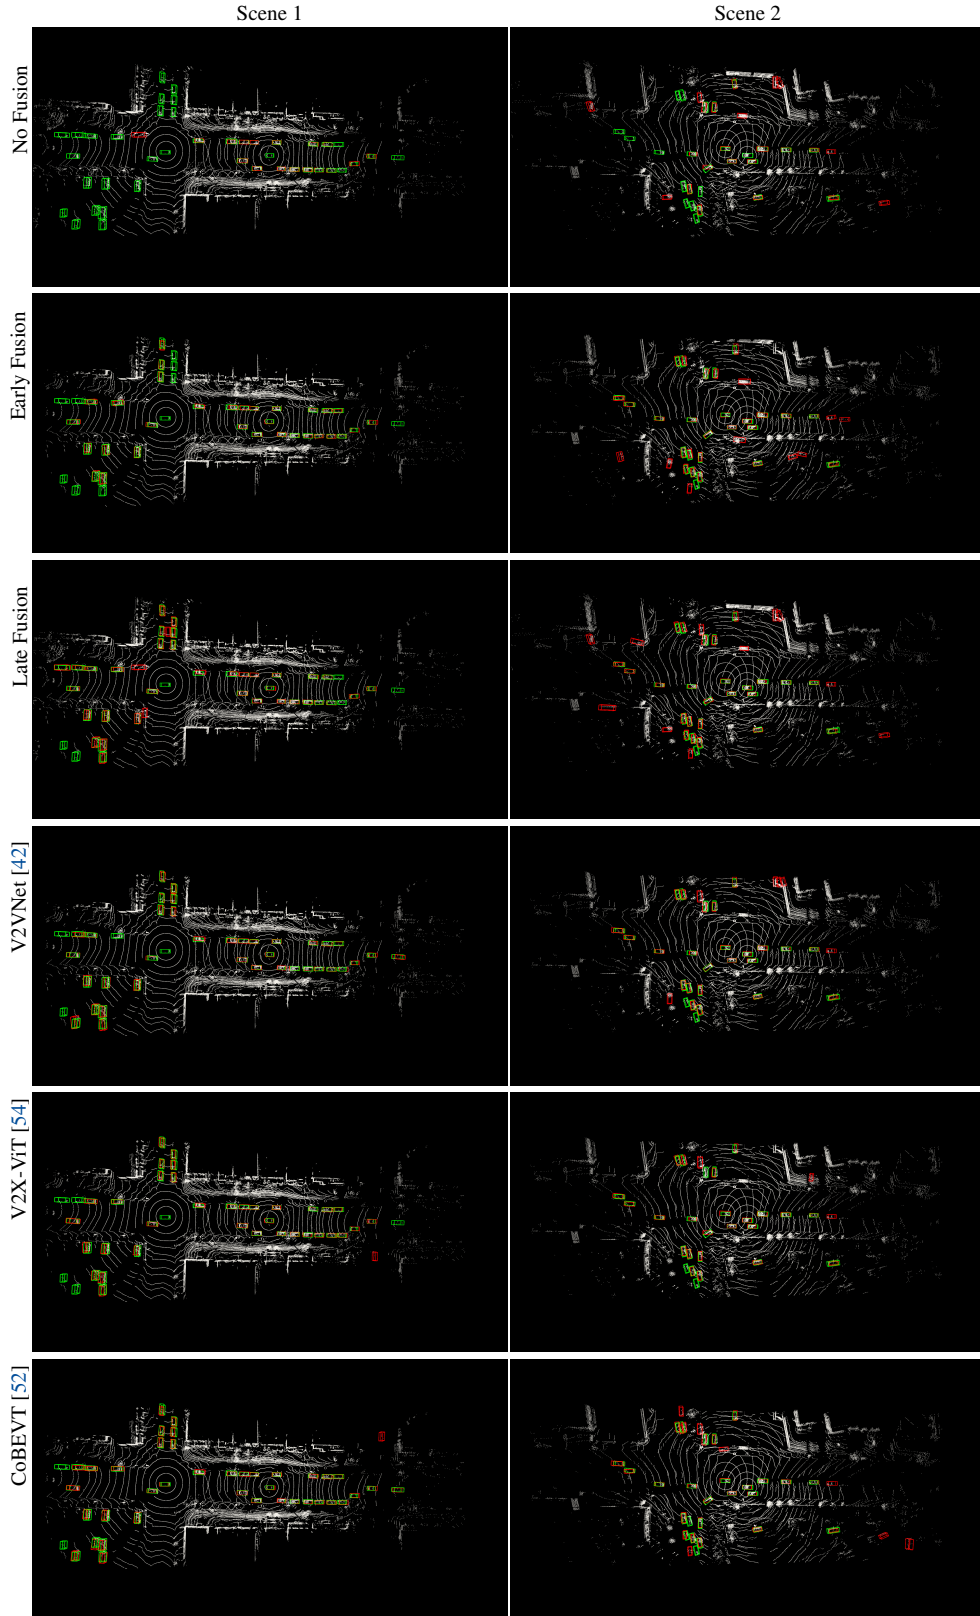 Scene 1
Scene 2
No Fusion
Early Fusion
Late Fusion
V2VNet [42]
V2X-ViT [54]
CoBEVT [52]